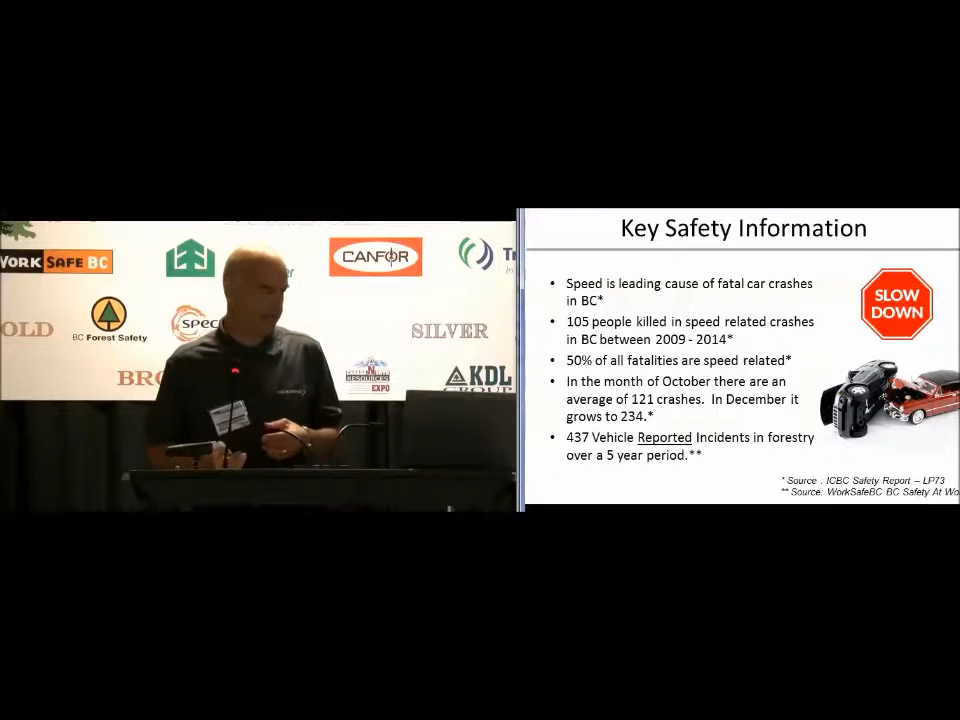 WORK SAFE BC
CANFOR
OLD
BC Forest Safety
SILVER
RESOURCES
EXPO
KDL
GROUP
Key Safety Information
• Speed is leading cause of fatal car crashes
in BC*
• 105 people killed in speed related crashes
in BC between 2009 - 2014*
• 50% of all fatalities are speed related*
• In the month of October there are an
average of 121 crashes. In December it
grows to 234.*
• 437 Vehicle Reported Incidents in forestry
over a 5 year period.**
SLOW
DOWN
* Source : ICBC Safety Report – LP73
** Source: WorkSafeBC BC Safety At Wo